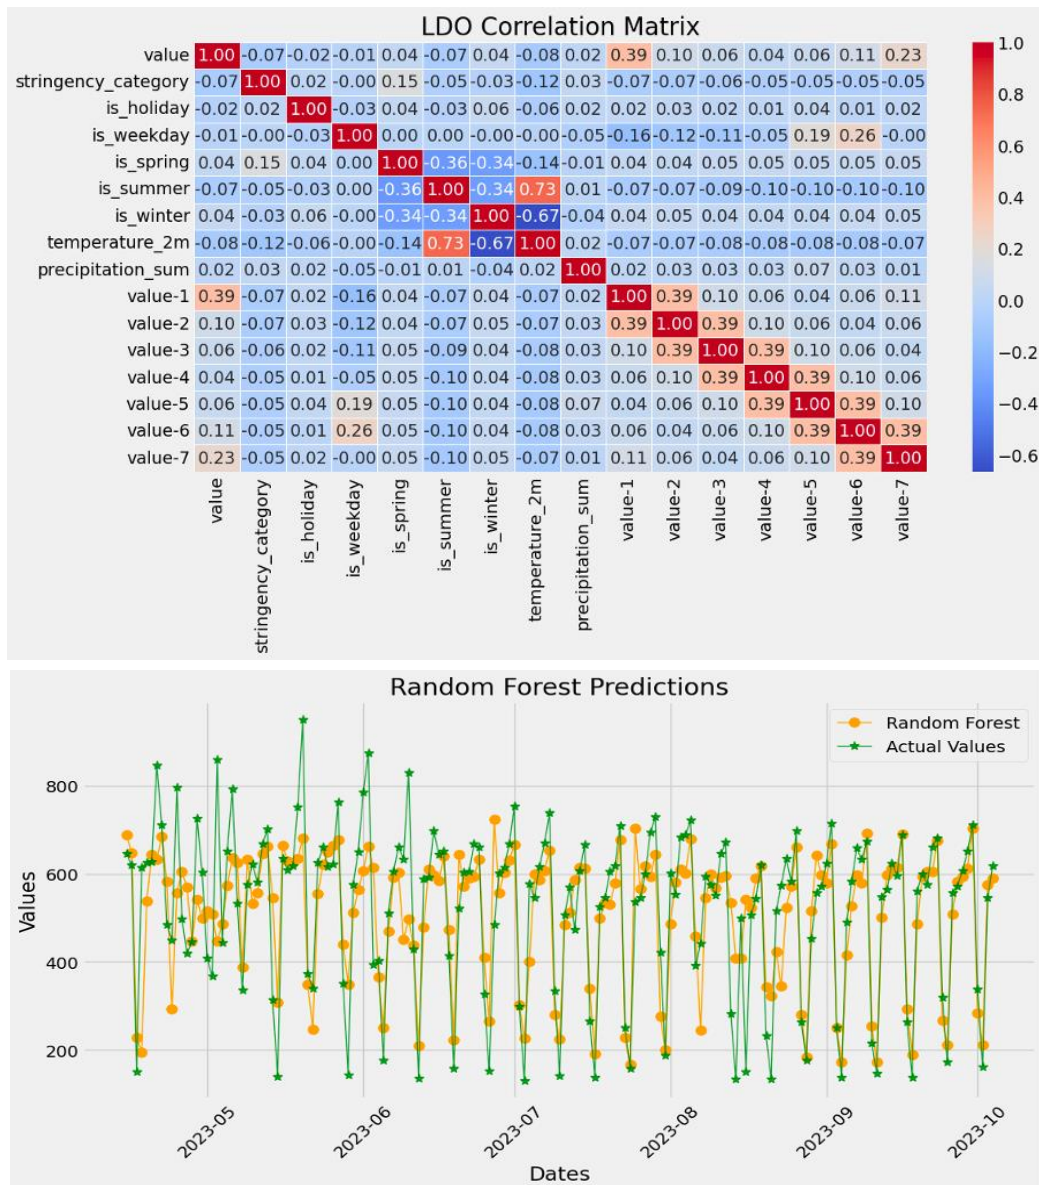 LDO Correlation Matrix
value 1.00 -0.07 -0.02 -0.01 0.04 -0.07 0.04 -0.08 0.02 0.39 0.10 0.06 0.04 0.06 0.11 0.23
stringency_category -0.07 1.00 0.02 -0.00 0.15 -0.05 -0.03 -0.12 0.03 -0.07 -0.07 -0.06 -0.05 -0.05 -0.05 -0.05
is_holiday -0.02 0.02 1.00 -0.03 0.04 -0.03 0.06 -0.06 0.02 0.02 0.03 0.02 0.01 0.04 0.01 0.02
is_weekday -0.01 -0.00 -0.03 1.00 0.00 0.00 -0.00 -0.00 -0.05 -0.16 -0.12 -0.11 -0.05 0.19 0.26 -0.00
is_spring 0.04 0.15 0.04 0.00 1.00 -0.36 -0.34 -0.14 -0.01 0.04 0.04 0.05 0.05 0.05 0.05 0.05
is_summer -0.07 -0.05 -0.03 0.00 -0.36 1.00 -0.34 0.73 0.01 -0.07 -0.07 -0.09 -0.10 -0.10 -0.10 -0.10
is_winter 0.04 -0.03 0.06 -0.00 -0.34 -0.34 1.00 -0.67 -0.04 0.04 0.05 0.04 0.04 0.04 0.04 0.05
temperature_2m -0.08 -0.12 -0.06 -0.00 -0.14 0.73 -0.67 1.00 0.02 -0.07 -0.07 -0.08 -0.08 -0.08 -0.08 -0.07
precipitation_sum 0.02 0.03 0.02 -0.05 -0.01 0.01 -0.04 0.02 1.00 0.02 0.03 0.03 0.03 0.07 0.03 0.01
value-1 0.39 -0.07 0.02 -0.16 0.04 -0.07 0.04 -0.07 0.02 1.00 0.39 0.10 0.06 0.04 0.06 0.11
value-2 0.10 -0.07 0.03 -0.12 0.04 -0.07 0.05 -0.07 0.03 0.39 1.00 0.39 0.10 0.06 0.04 0.06
value-3 0.06 -0.06 0.02 -0.11 0.05 -0.09 0.04 -0.08 0.03 0.10 0.39 1.00 0.39 0.10 0.06 0.04
value-4 0.04 -0.05 0.01 -0.05 0.05 -0.10 0.04 -0.08 0.03 0.06 0.10 0.39 1.00 0.39 0.10 0.06
value-5 0.06 -0.05 0.04 0.19 0.05 -0.10 0.04 -0.08 0.07 0.04 0.06 0.10 0.39 1.00 0.39 0.10
value-6 0.11 -0.05 0.01 0.26 0.05 -0.10 0.04 -0.08 0.03 0.06 0.04 0.06 0.10 0.39 1.00 0.39
value-7 0.23 -0.05 0.02 -0.00 0.05 -0.10 0.05 -0.07 0.01 0.11 0.06 0.04 0.06 0.10 0.39 1.00
value stringency_category is_holiday is_weekday is_spring is_summer is_winter temperature_2m precipitation_sum value-1 value-2 value-3 value-4 value-5 value-6 value-7
1.0
0.8
0.6
0.4
0.2
0.0
−0.2
−0.4
−0.6
Random Forest Predictions
Random Forest
Actual Values
Values
800
600
400
200
2023-05 2023-06 2023-07 2023-08 2023-09 2023-10
Dates